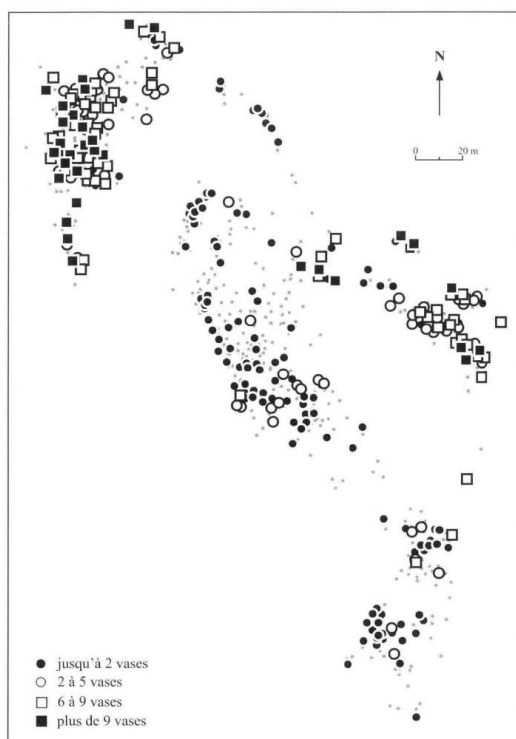 N
0 20 m
jusqu'à 2 vases
2 à 5 vases
6 à 9 vases
plus de 9 vases